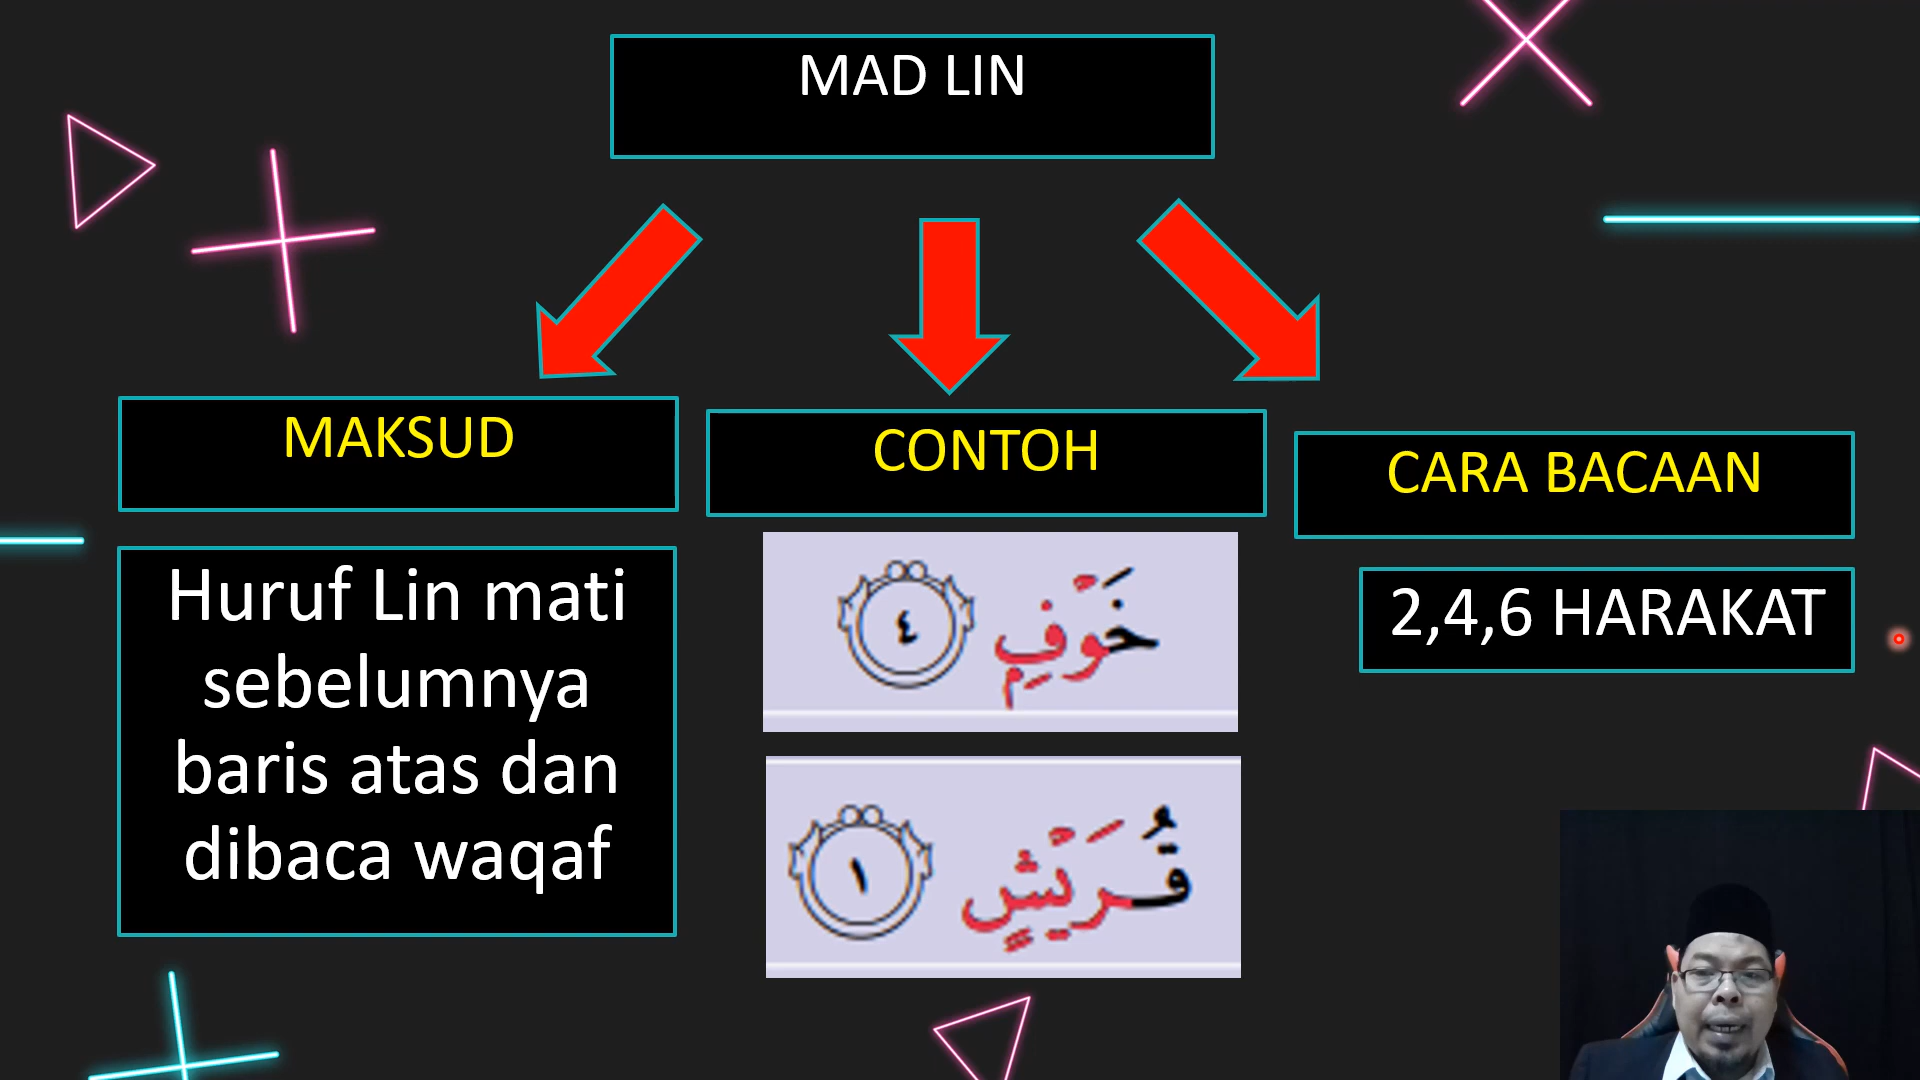 MAD LIN
MAKSUD
Huruf Lin mati
sebelumnya
baris atas dan
dibaca waqaf
CONTOH
خَوْفٍۭ ٤
قُرَيْشٍ ١
CARA BACAAN
2,4,6 HARAKAT